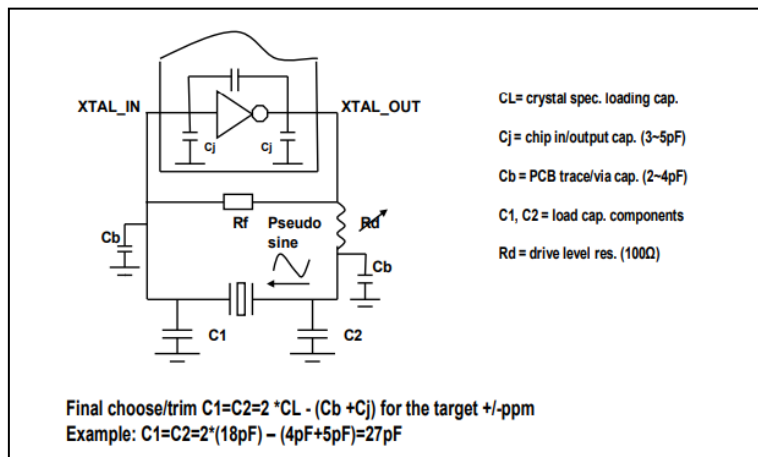 XTAL_IN
XTAL_OUT
Cj
Cj
Rf
Pseudo
sine
Rd
Cb
Cb
C1
C2
CL= crystal spec. loading cap.
Cj = chip in/output cap. (3~5pF)
Cb = PCB trace/via cap. (2~4pF)
C1, C2 = load cap. components
Rd = drive level res. (100Ω)
Final choose/trim C1=C2=2 *CL - (Cb +Cj) for the target +/-ppm
Example: C1=C2=2*(18pF) – (4pF+5pF)=27pF